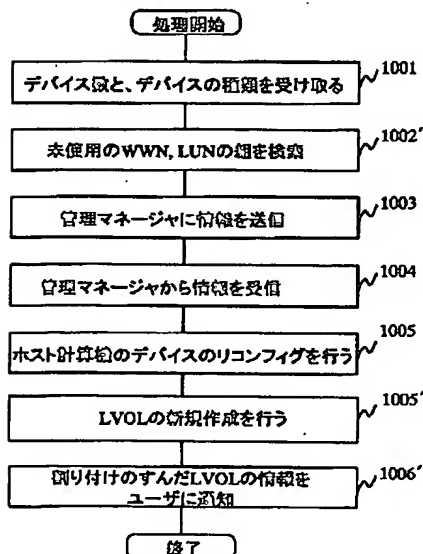 処理開始
デバイス数と、デバイスの種類を受け取る
1001
未使用のWWN, LUNの組を検索
1002'
管理マネージャに情報を送信
1003
管理マネージャから情報を受信
1004
ホスト計算機のデバイスのリコンフィグを行う
1005
LVOLの新規作成を行う
1005'
割り付けのすんだLVOLの情報を
ユーザに通知
1006'
終了